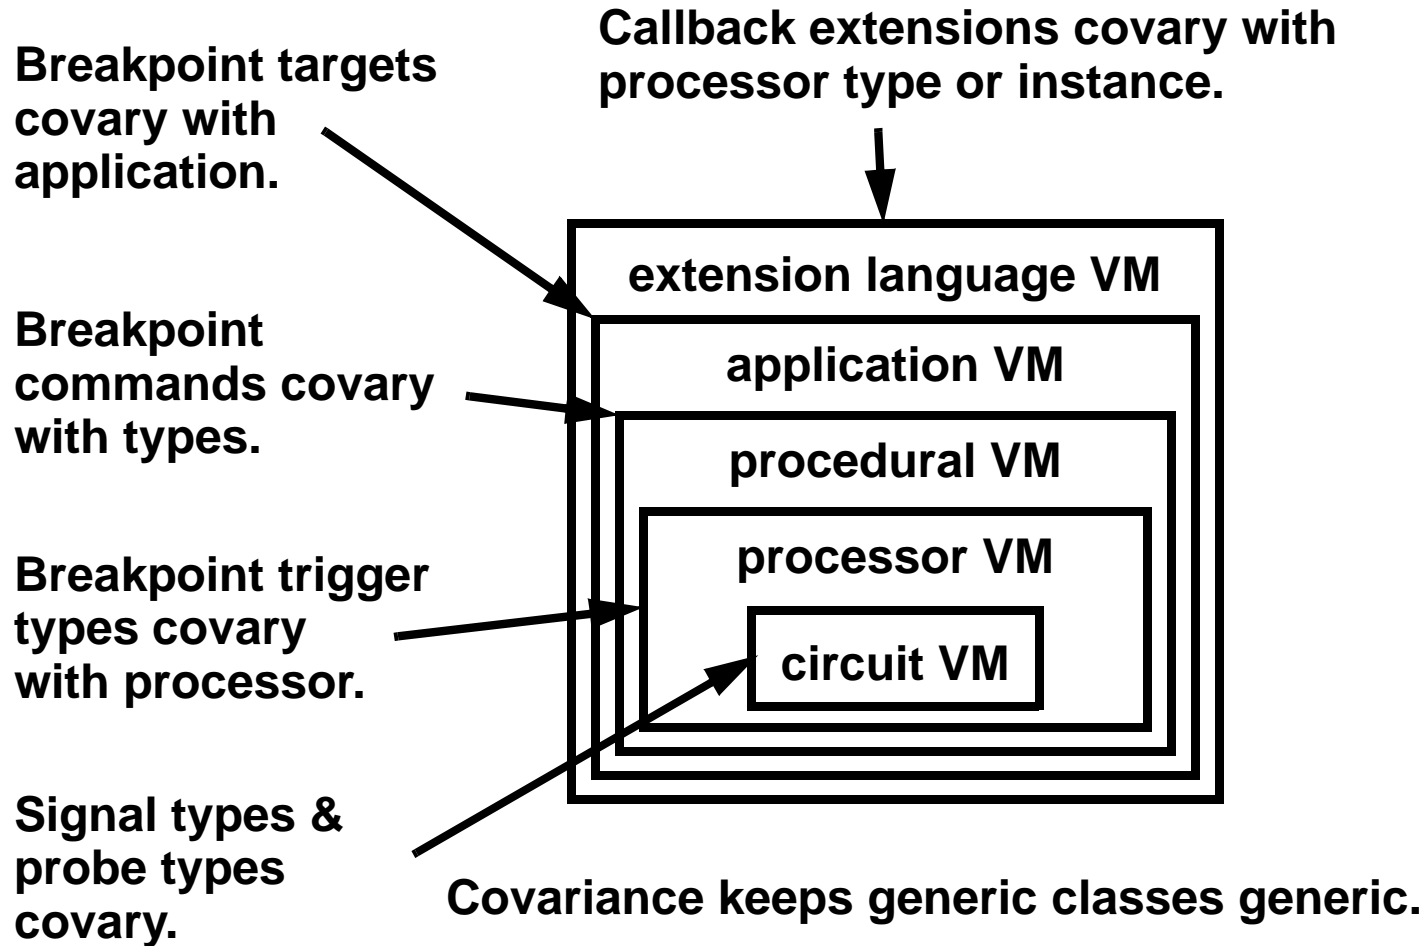 Callback extensions covary with
processor type or instance.
Breakpoint targets
covary with
application.
extension language VM
Breakpoint
commands covary
with types.
application VM
procedural VM
Breakpoint trigger
types covary
with processor.
processor VM
circuit VM
Signal types &
probe types
covary.
Covariance keeps generic classes generic.